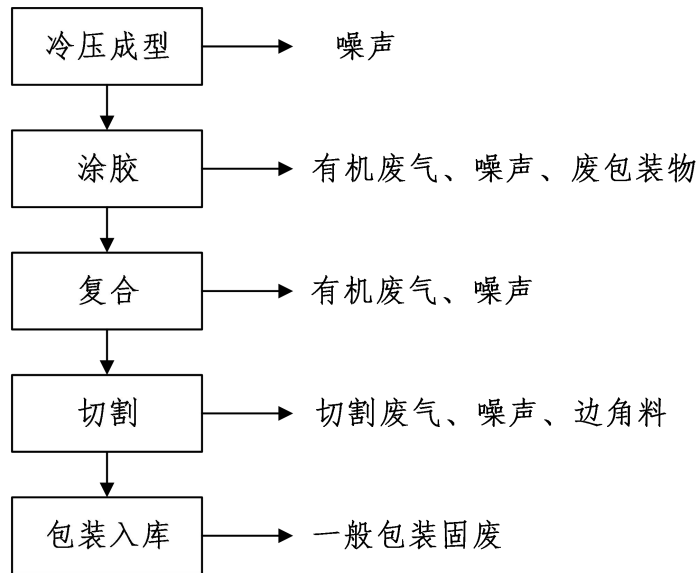 冷压成型 噪声
涂胶 有机废气、噪声、废包装物
复合 有机废气、噪声
切割 切割废气、噪声、边角料
包装入库 一般包装固废